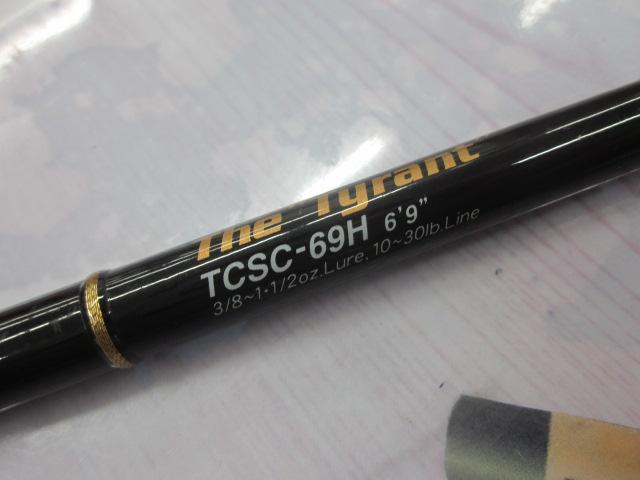 The Tyrant
TCSC-69H 6'9"
3/8~1·1/2oz.Lure. 10~30lb.Line